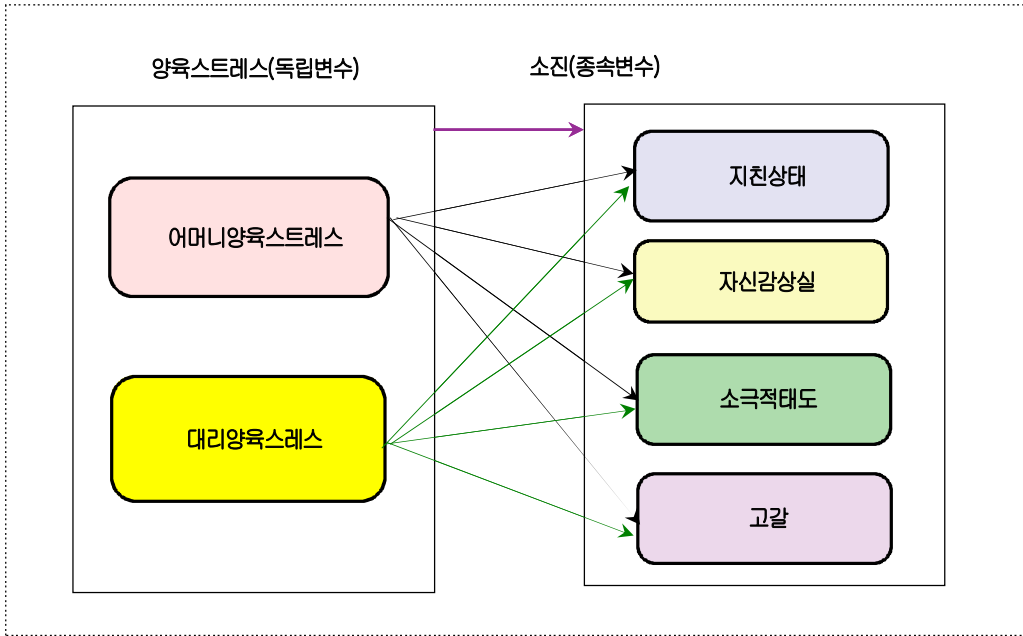 양육스트레스(독립변수)
소진(종속변수)
지친상태
어머니양육스트레스
자신감상실
소극적태도
대리양육스레스
고갈